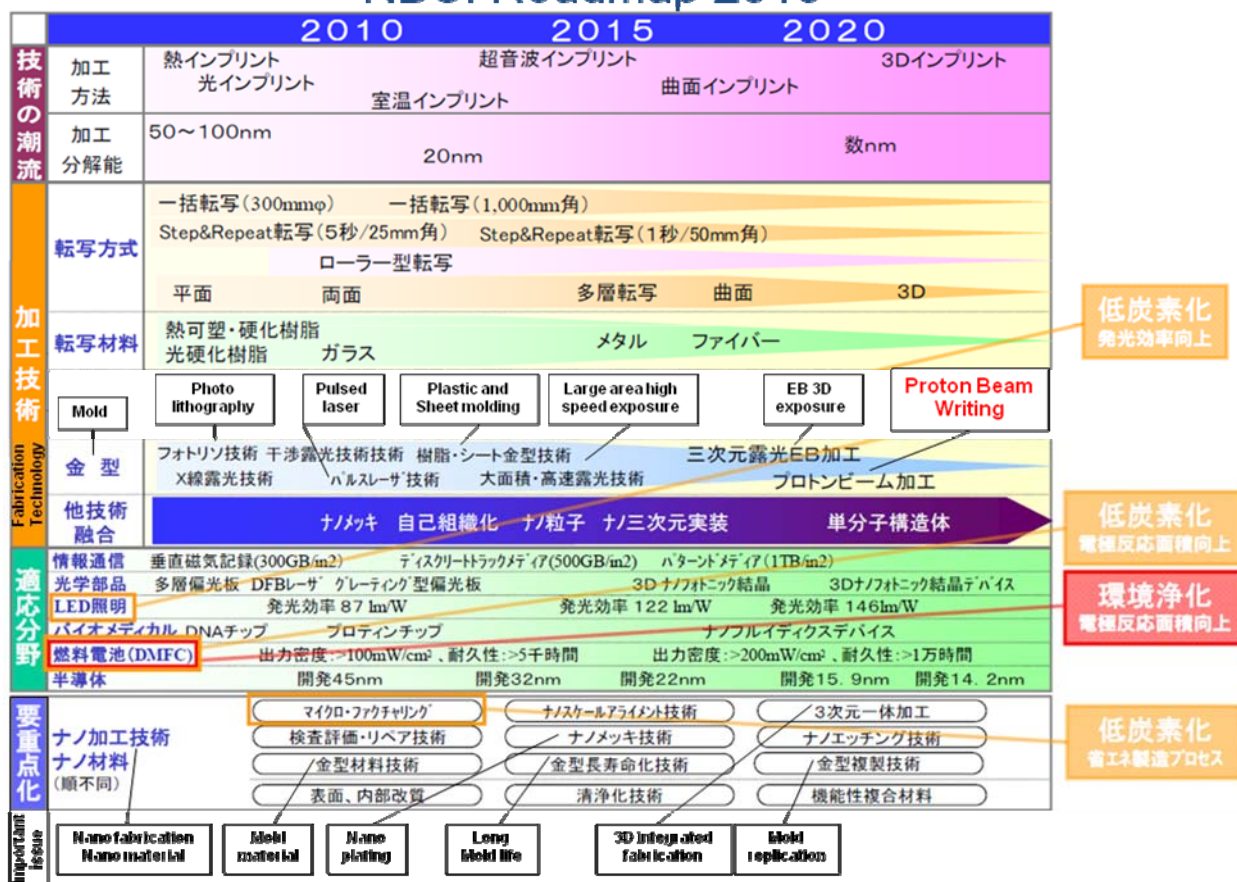 2010 2015 2020
技術の潮流
加工方法
熱インプリント 超音波インプリント 3Dインプリント
光インプリント 曲面インプリント
室温インプリント
加工分解能
50～100nm
20nm
数nm
加工技術
Fabrication Technology
転写方式
一括転写(300mmφ) 一括転写(1,000mm角)
Step&Repeat転写(5秒/25mm角) Step&Repeat転写(1秒/50mm角)
ローラー型転写
平面 両面 多層転写 曲面 3D
転写材料
熱可塑・硬化樹脂
光硬化樹脂 ガラス メタル ファイバー
Mold
Photo lithography
Pulsed laser
Plastic and Sheet molding
Large area high speed exposure
EB 3D exposure
Proton Beam Writing
金型
フォトリソ技術 干渉露光技術技術 樹脂・シート金型技術 三次元露光EB加工
X線露光技術 パルスレーザ技術 大面積・高速露光技術 プロトンビーム加工
他技術融合
ナノメッキ 自己組織化 ナノ粒子 ナノ三次元実装 単分子構造体
適応分野
情報通信 垂直磁気記録(300GB/m2) ディスクリートトラックメディア(500GB/m2) パターンドメディア(1TB/m2)
光学部品 多層偏光板 DFBレーザ グレーティング型偏光板 3Dナノフォトニック結晶 3Dナノフォトニック結晶デバイス
LED照明 発光効率 87 lm/W 発光効率 122 lm/W 発光効率 146lm/W
バイオメディカル DNAチップ プロティンチップ ナノフルイディクスデバイス
燃料電池(DMFC) 出力密度:>100mW/cm²、耐久性:>5千時間 出力密度:>200mW/cm²、耐久性:>1万時間
半導体 開発45nm 開発32nm 開発22nm 開発15．9nm 開発14．2nm
低炭素化
発光効率向上
低炭素化
電極反応面積向上
環境浄化
電極反応面積向上
低炭素化
省エネ製造プロセス
要重点化
ナノ加工技術
ナノ材料
(順不同)
マイクロ・ファクチャリング ナノスケールアライメント技術 3次元一体加工
検査評価・リペア技術 ナノメッキ技術 ナノエッチング技術
金型材料技術 金型長寿命化技術 金型複製技術
表面、内部改質 清浄化技術 機能性複合材料
Important issue
Nano fabrication Nano material
Mold material
Nano plating
Long Mold life
3D Integrated fabrication
Mold replication